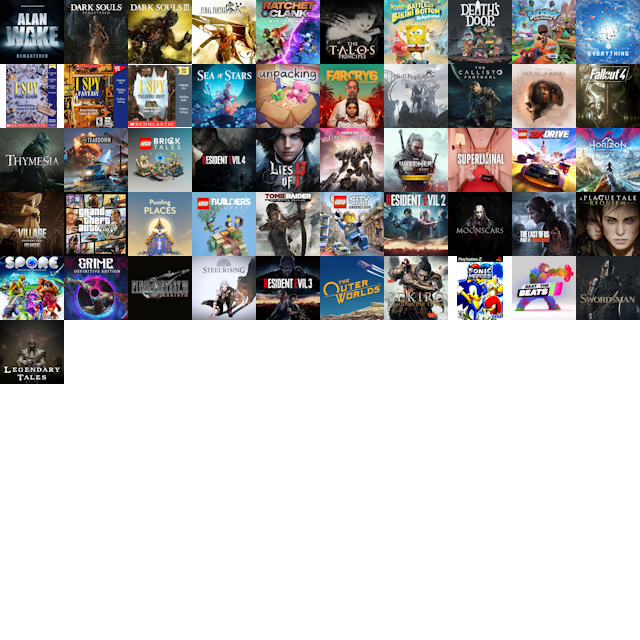 ALAN
WAKE
REMASTERED
DARK SOULS
REMASTERED
DARK SOULS III
FINAL FANTASY
RATCHET
CLANK
THE
TALOS
PRINCIPLE
BATTLE
BIKINI BOTTOM
Rehydrated
DEATH'S
DOOR
EVERYTHING
I SPY
SCHOLASTIC
I SPY
FANTASY
I SPY
TREASURE HUNT
SCHOLASTIC
SEA OF STARS
unpacking
FARCRY6
THE
CALLISTO
PROTOCOL
HOUSE OF ASHES
Fallout 4
THYMESIA
TEARDOWN
LEGO
BRICK
TALES
RESIDENT EVIL 4
LIES
OF P
THE
WITCHER
SUPERLIMINAL
LEGO
2K DRIVE
HORIZON
VILLAGE
grand
theft
auto
Puzzling
PLACES
LEGO
BUILDER'S
JOURNEY
TOMB RAIDER
LEGO
CITY
UNDERCOVER
RESIDENT EVIL 2
MOONSCARS
THE LAST OF US
A PLAGUE TALE
REQUIEM
SPORE
GRIME
DEFINITIVE EDITION
FINAL FANTASY VII
REBIRTH
STEELRISING
RESIDENT EVIL 3
THE
OUTER
WORLDS
SEKIRO
PlayStation 2
SONIC
HEROES
BEAT THE
BEATS
SWORDSMAN
LEGENDARY
TALES